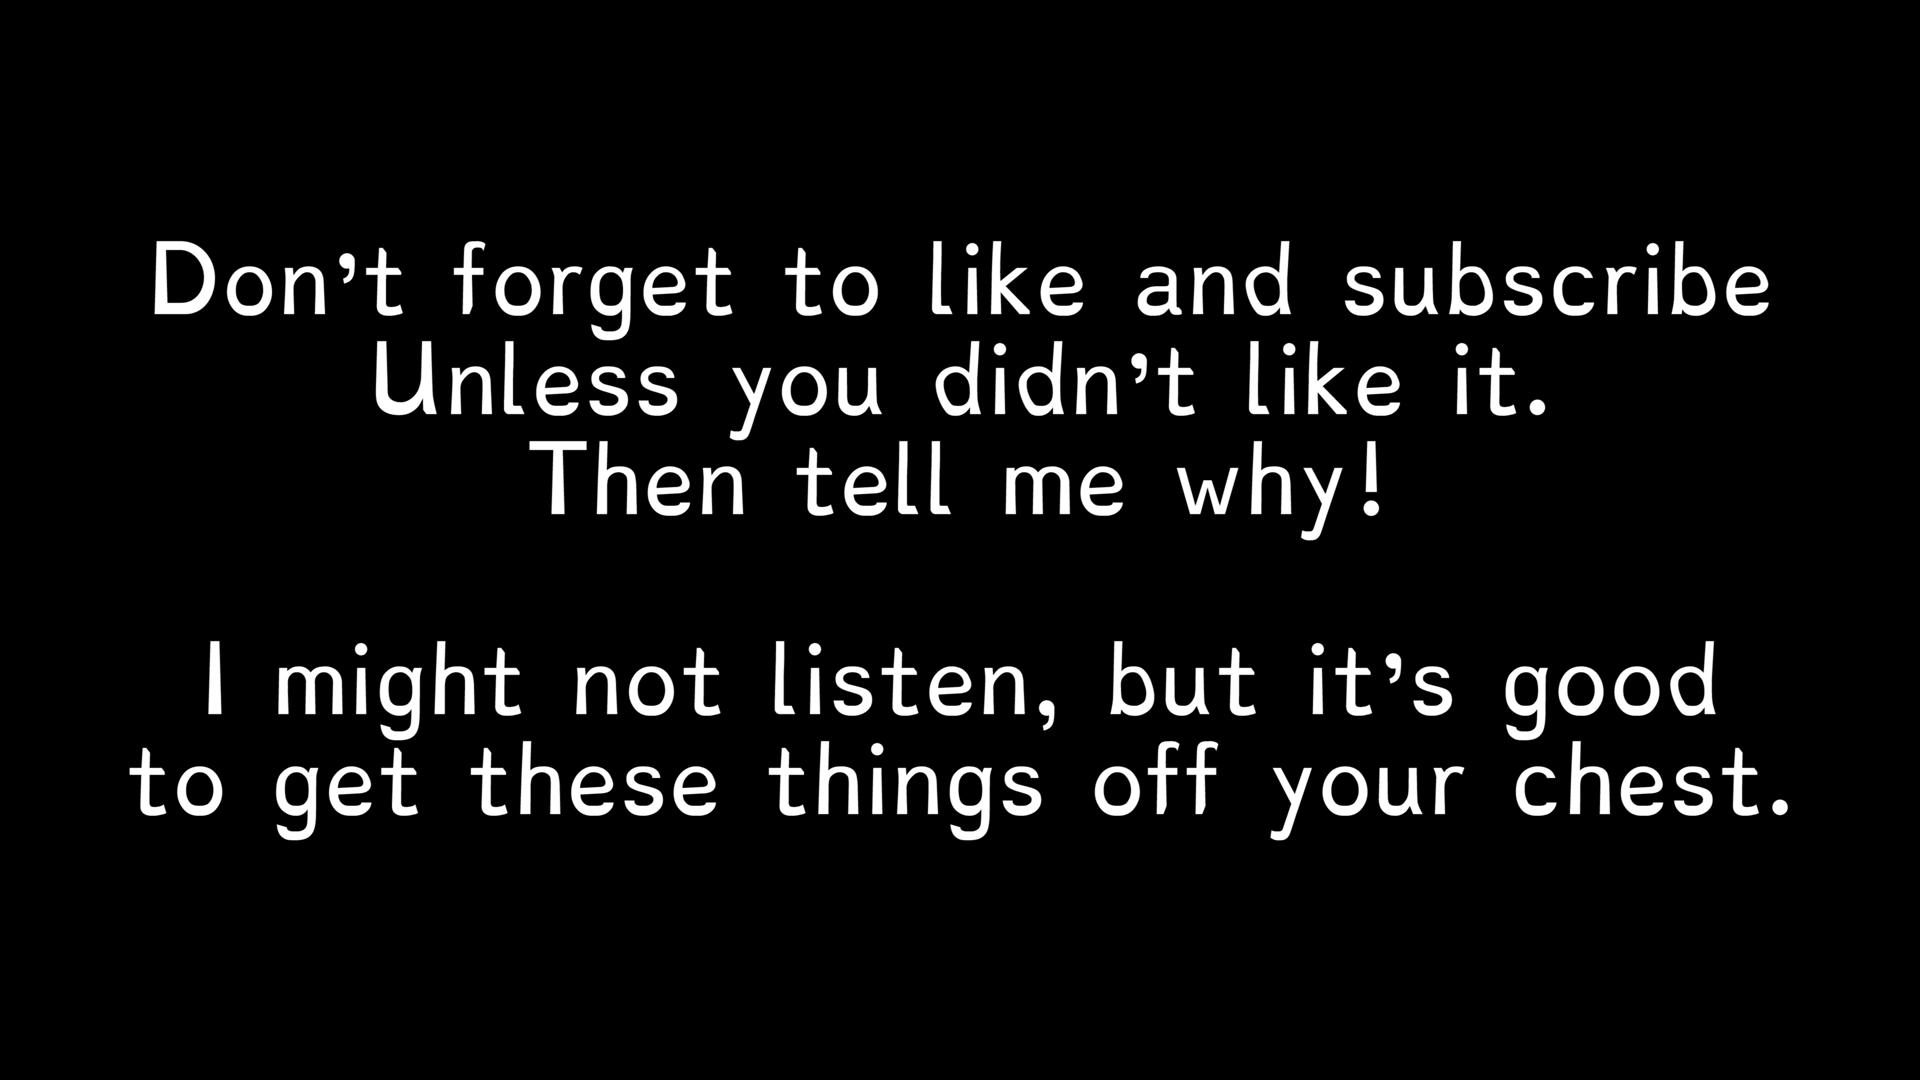 Don’t forget to like and subscribe
Unless you didn’t like it.
Then tell me why!
I might not listen, but it’s good
to get these things off your chest.